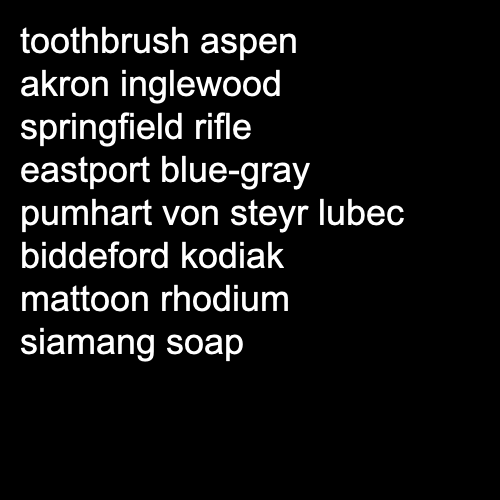 toothbrush aspen
akron inglewood
springfield rifle
eastport blue-gray
pumhart von steyr lubec
biddeford kodiak
mattoon rhodium
siamang soap